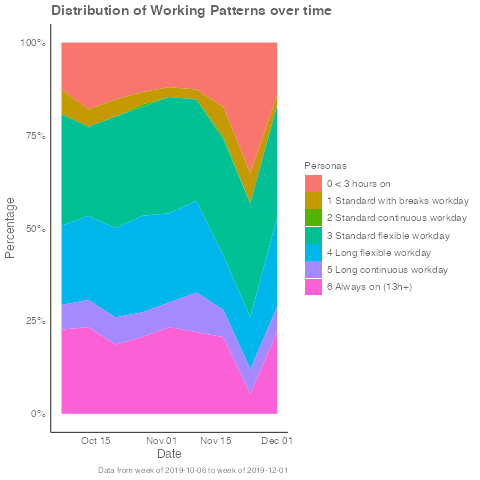 Distribution of Working Patterns over time
100%
75%
50%
25%
0%
Percentage
Oct 15
Nov 01
Nov 15
Dec 01
Date
Personas
0 < 3 hours on
1 Standard with breaks workday
2 Standard continuous workday
3 Standard flexible workday
4 Long flexible workday
5 Long continuous workday
6 Always on (13h+)
Data from week of 2019-10-06 to week of 2019-12-01